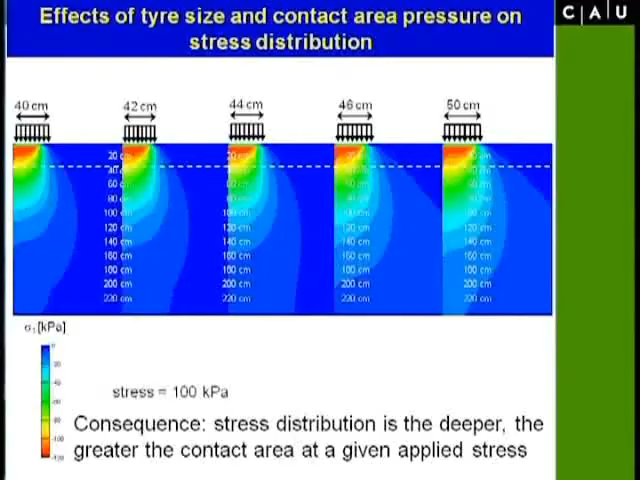 Effects of tyre size and contact area pressure on
stress distribution
C A U
40 cm 42 cm 44 cm 46 cm 50 cm
20 cm
40 cm
60 cm
80 cm
100 cm
120 cm
140 cm
160 cm
200 cm
220 cm
σ₁ [kPa]
stress = 100 kPa
Consequence: stress distribution is the deeper, the
greater the contact area at a given applied stress